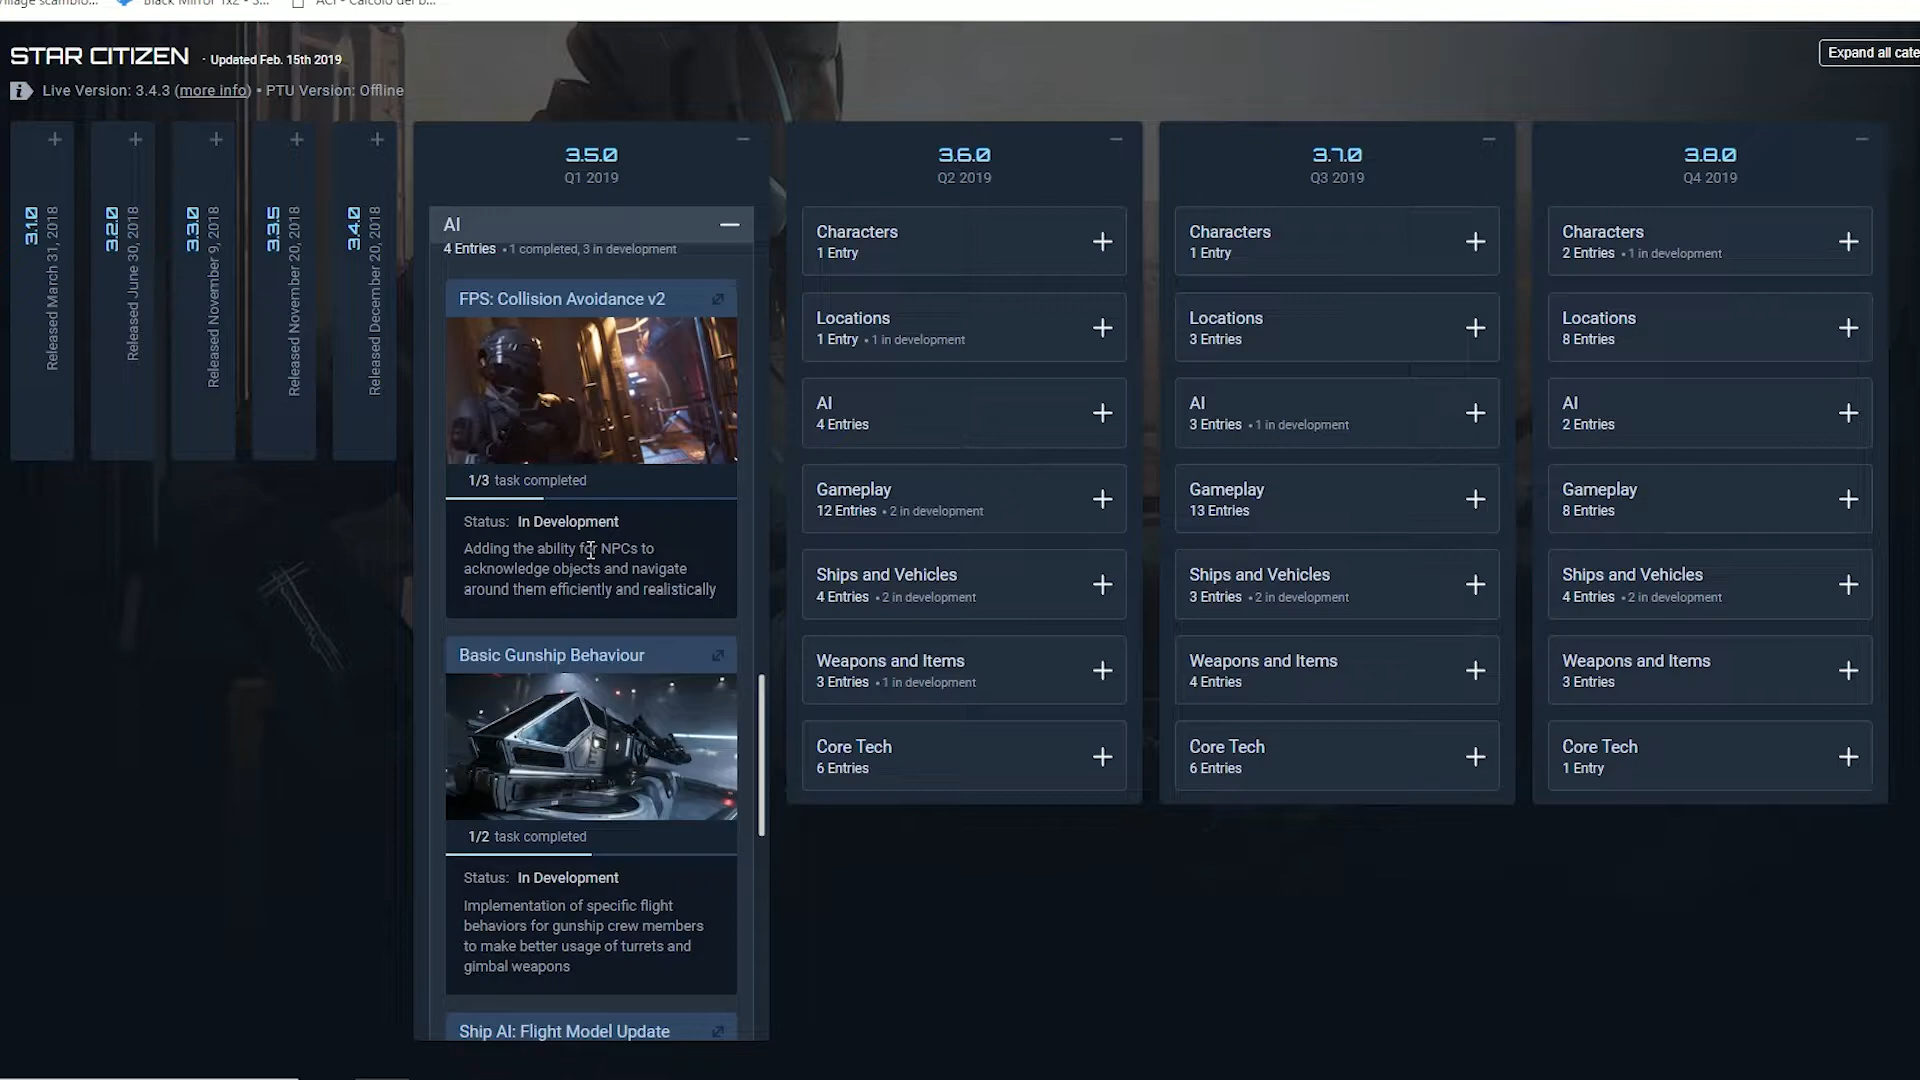 Black Mirror 1x2 - S...
STAR CITIZEN · Updated Feb. 15th 2019
Expand all cate
Live Version: 3.4.3 (more info) • PTU Version: Offline
3.1.0 Released March 31, 2018
3.2.0 Released June 30, 2018
3.3.0 Released November 9, 2018
3.3.5 Released November 20, 2018
3.4.0 Released December 20, 2018
3.5.0
Q1 2019
AI
4 Entries • 1 completed, 3 in development
FPS: Collision Avoidance v2
1/3 task completed
Status: In Development
Adding the ability for NPCs to
acknowledge objects and navigate
around them efficiently and realistically
Basic Gunship Behaviour
1/2 task completed
Status: In Development
Implementation of specific flight
behaviors for gunship crew members
to make better usage of turrets and
gimbal weapons
Ship AI: Flight Model Update
3.6.0
Q2 2019
Characters
1 Entry
Locations
1 Entry • 1 in development
AI
4 Entries
Gameplay
12 Entries • 2 in development
Ships and Vehicles
4 Entries • 2 in development
Weapons and Items
3 Entries • 1 in development
Core Tech
6 Entries
3.7.0
Q3 2019
Characters
1 Entry
Locations
3 Entries
AI
3 Entries • 1 in development
Gameplay
13 Entries
Ships and Vehicles
3 Entries • 2 in development
Weapons and Items
4 Entries
Core Tech
6 Entries
3.8.0
Q4 2019
Characters
2 Entries • 1 in development
Locations
8 Entries
AI
2 Entries
Gameplay
8 Entries
Ships and Vehicles
4 Entries • 2 in development
Weapons and Items
3 Entries
Core Tech
1 Entry